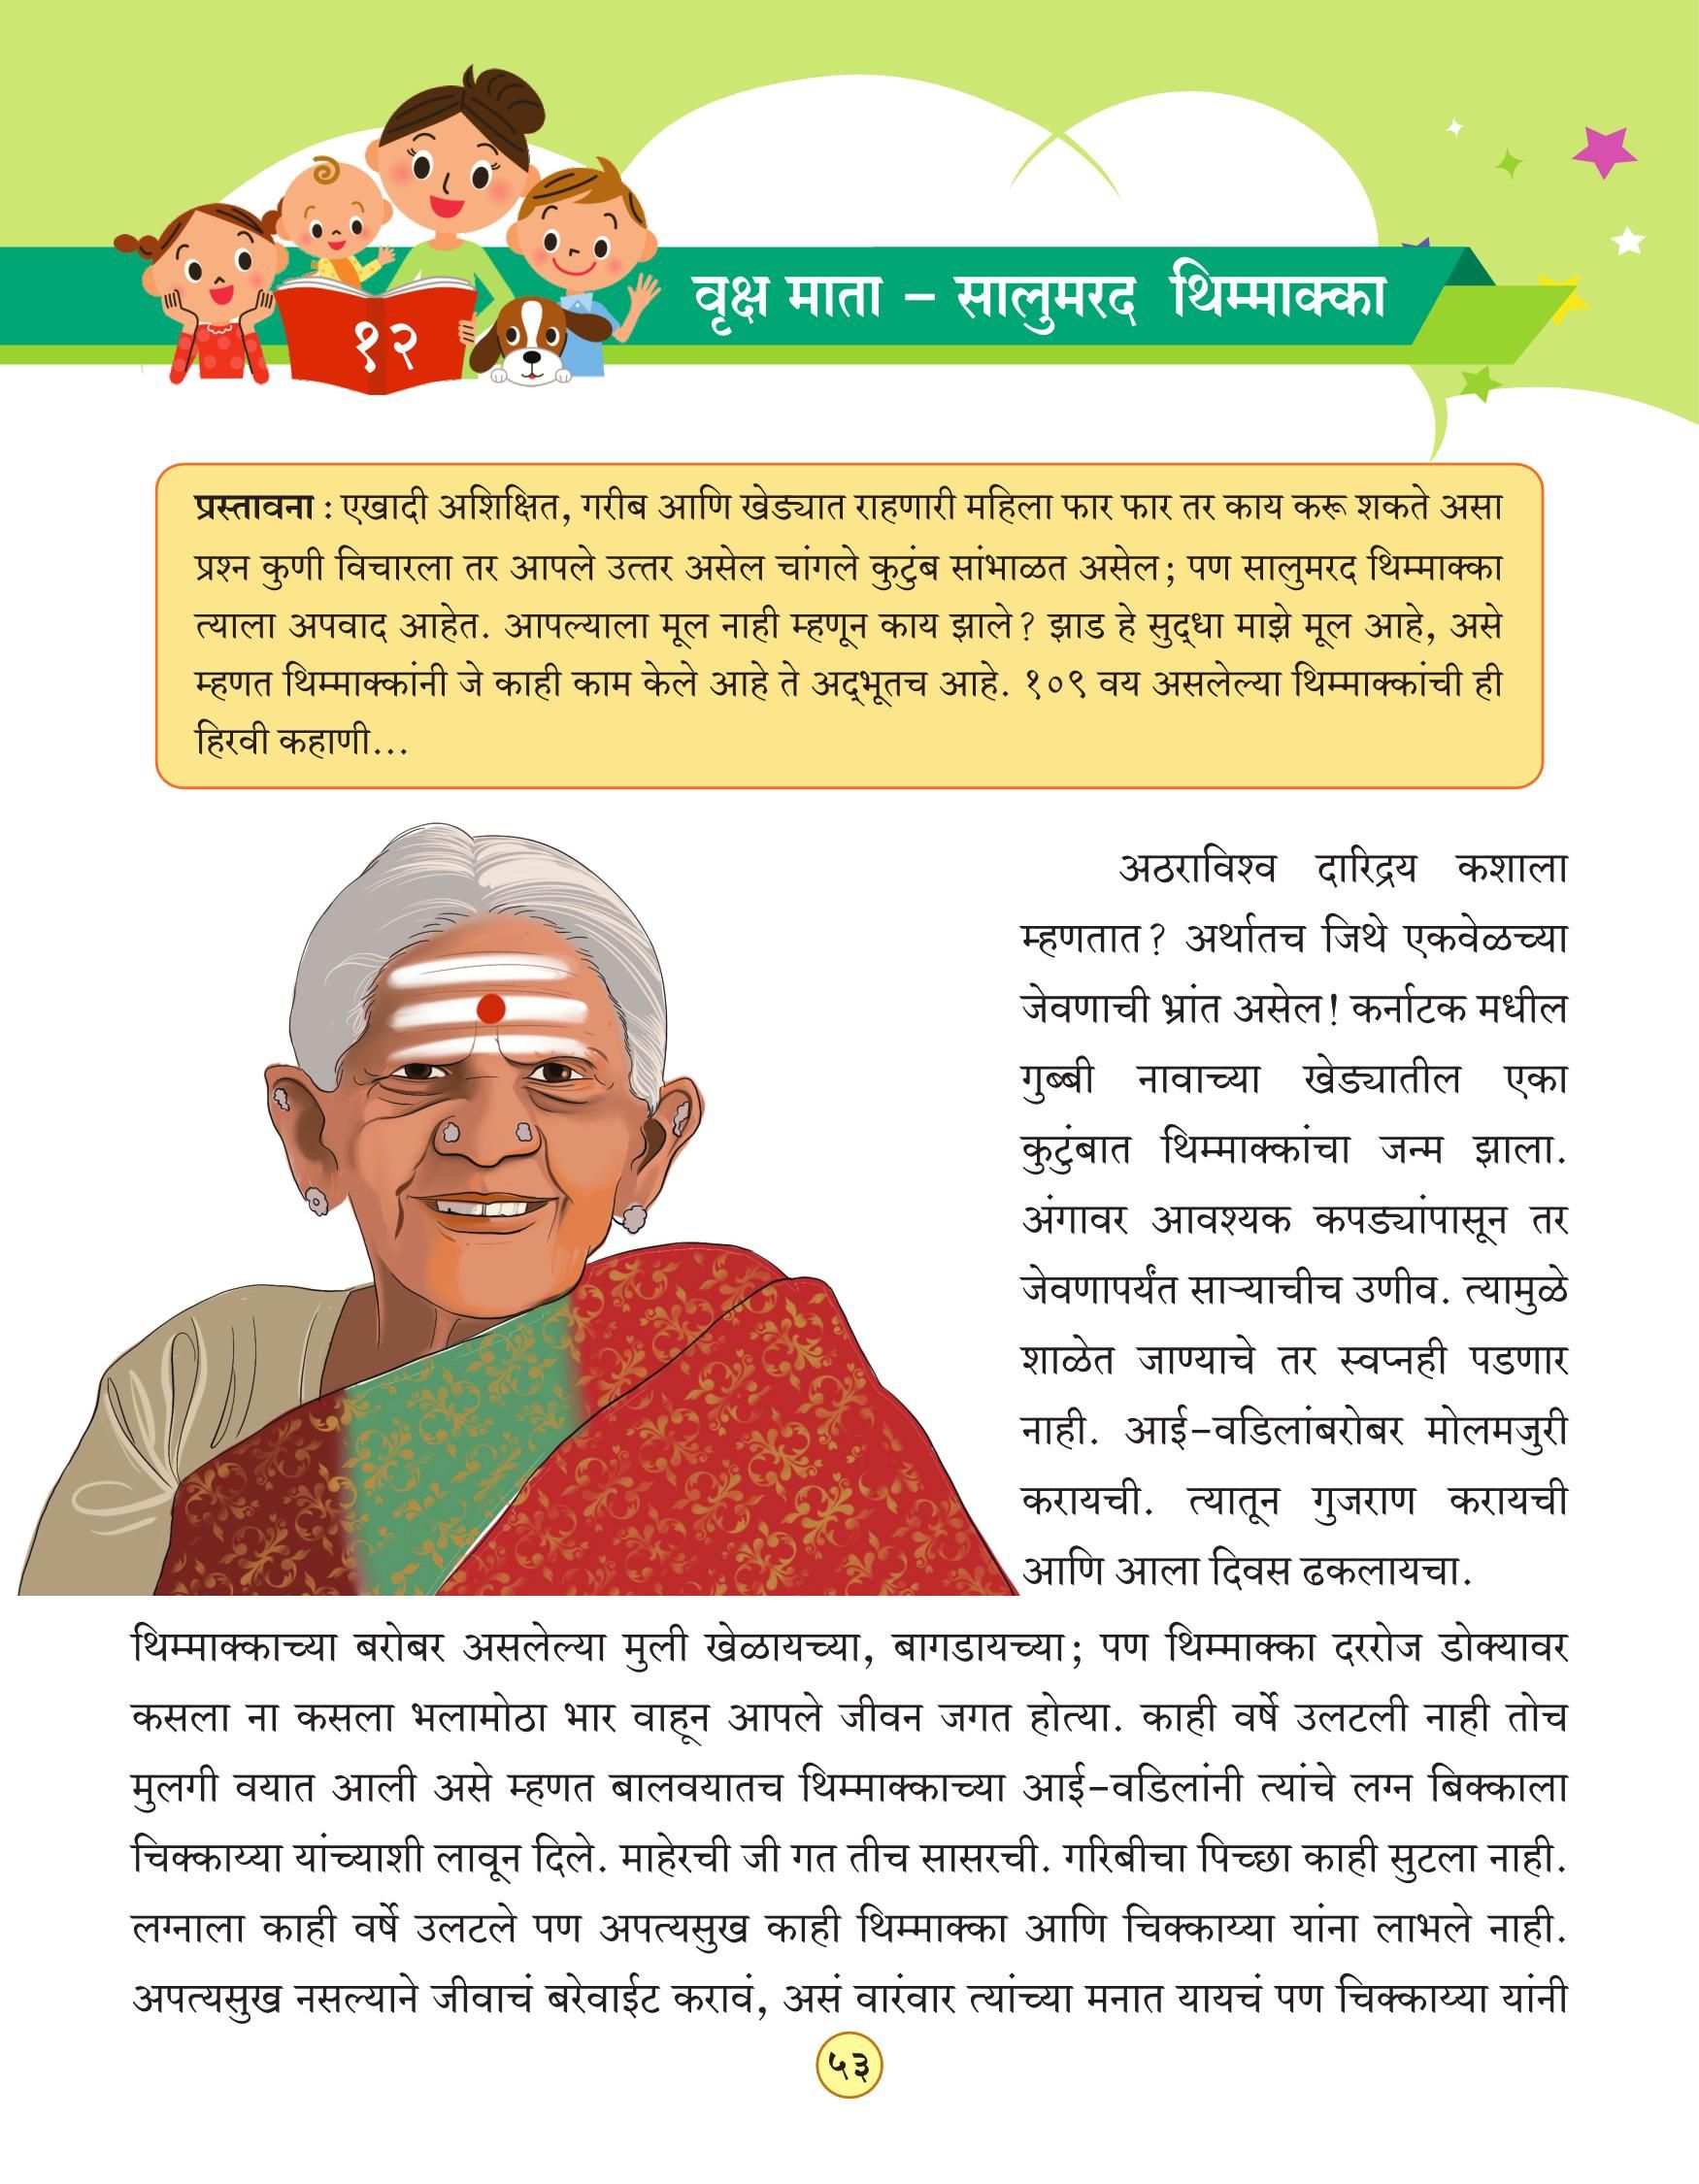 १२
वृक्ष माता – सालुमरद थिम्माक्का
प्रस्तावना : एखादी अशिक्षित, गरीब आणि खेड्यात राहणारी महिला फार फार तर काय करू शकते असा
प्रश्न कुणी विचारला तर आपले उत्तर असेल चांगले कुटुंब सांभाळत असेल; पण सालुमरद थिम्माक्का
त्याला अपवाद आहेत. आपल्याला मूल नाही म्हणून काय झाले? झाड हे सुद्धा माझे मूल आहे, असे
म्हणत थिम्माक्कांनी जे काही काम केले आहे ते अद्भूतच आहे. १०९ वय असलेल्या थिम्माक्कांची ही
हिरवी कहाणी...
अठराविश्व दारिद्रय कशाला
म्हणतात? अर्थातच जिथे एकवेळच्या
जेवणाची भ्रांत असेल! कर्नाटक मधील
गुब्बी नावाच्या खेड्यातील एका
कुटुंबात थिम्माक्कांचा जन्म झाला.
अंगावर आवश्यक कपड्यांपासून तर
जेवणापर्यंत साऱ्याचीच उणीव. त्यामुळे
शाळेत जाण्याचे तर स्वप्नही पडणार
नाही. आई-वडिलांबरोबर मोलमजुरी
करायची. त्यातून गुजराण करायची
आणि आला दिवस ढकलायचा.
थिम्माक्काच्या बरोबर असलेल्या मुली खेळायच्या, बागडायच्या; पण थिम्माक्का दररोज डोक्यावर
कसला ना कसला भलामोठा भार वाहून आपले जीवन जगत होत्या. काही वर्षे उलटली नाही तोच
मुलगी वयात आली असे म्हणत बालवयातच थिम्माक्काच्या आई-वडिलांनी त्यांचे लग्न बिक्काला
चिक्काय्या यांच्याशी लावून दिले. माहेरची जी गत तीच सासरची. गरिबीचा पिच्छा काही सुटला नाही.
लग्नाला काही वर्षे उलटले पण अपत्यसुख काही थिम्माक्का आणि चिक्काय्या यांना लाभले नाही.
अपत्यसुख नसल्याने जीवाचं बरेवाईट करावं, असं वारंवार त्यांच्या मनात यायचं पण चिक्काय्या यांनी
५३